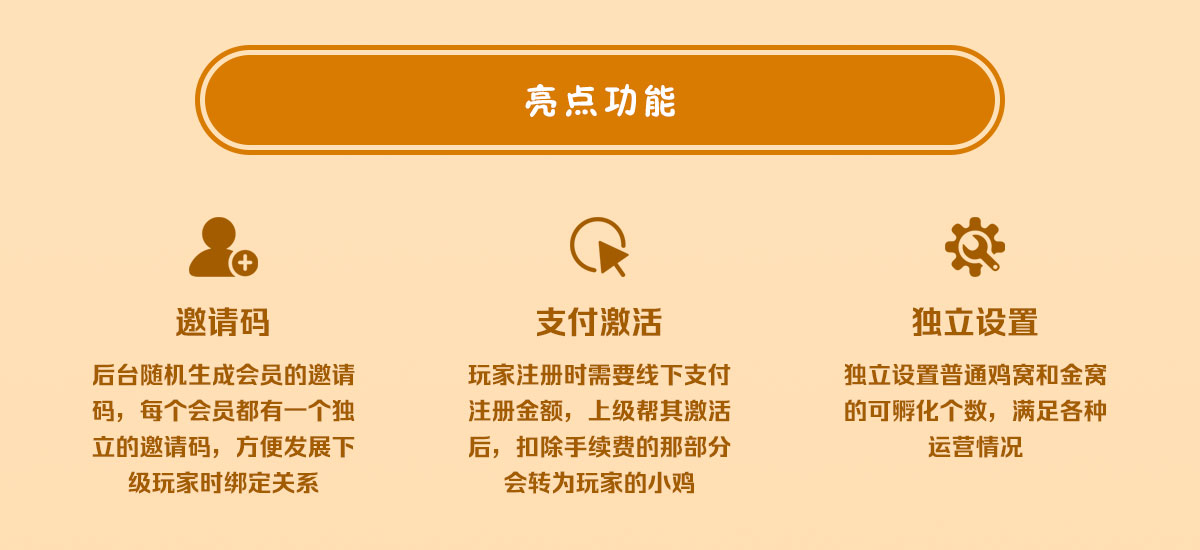 亮点功能
邀请码
后台随机生成会员的邀请
码，每个会员都有一个独
立的邀请码，方便发展下
级玩家时绑定关系
支付激活
玩家注册时需要线下支付
注册金额，上级帮其激活
后，扣除手续费的那部分
会转为玩家的小鸡
独立设置
独立设置普通鸡窝和金窝
的可孵化个数，满足各种
运营情况